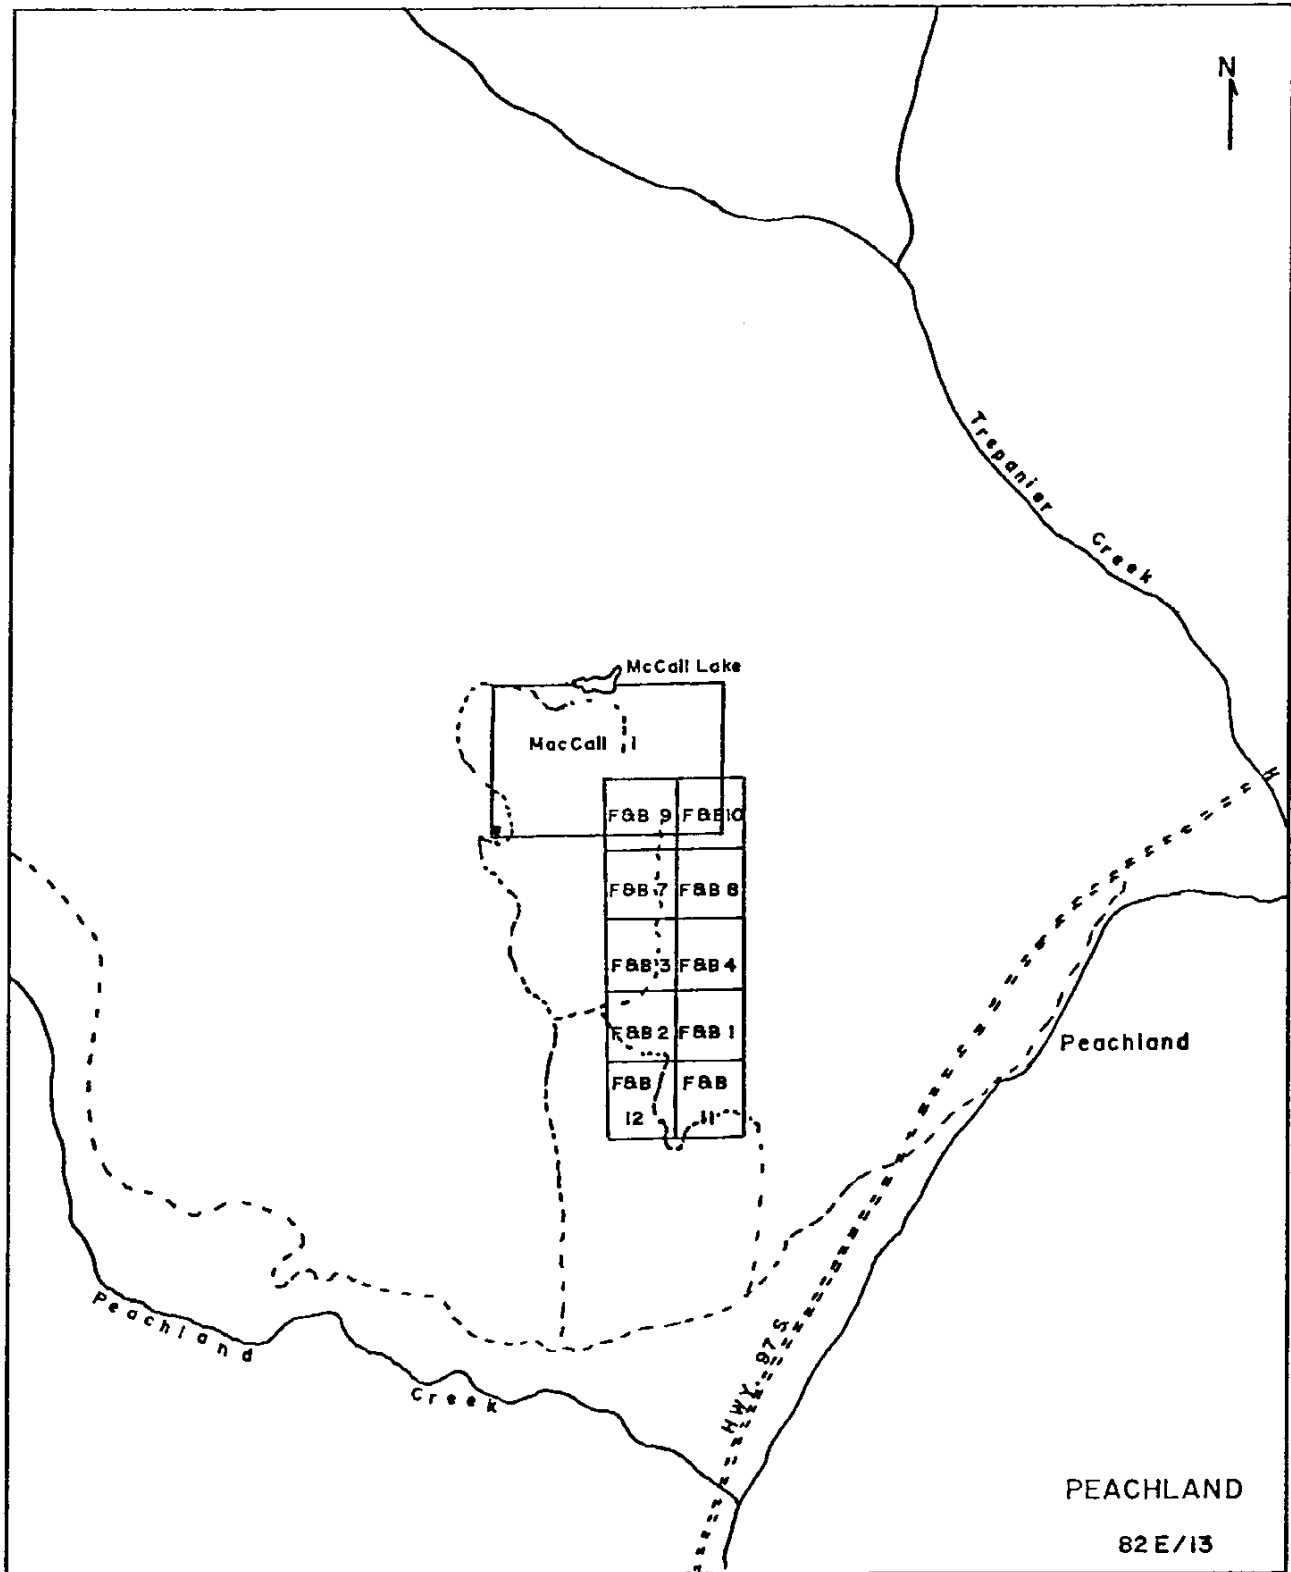 N
Trepanier Creek
McCall Lake
MacCall 1
F&B 9 F&B 10
F&B 7 F&B 8
F&B 3 F&B 4
F&B 2 F&B 1
F&B F&B
12 11
Peachland
Peachland Creek
HWY. 97 S
PEACHLAND
82 E/13